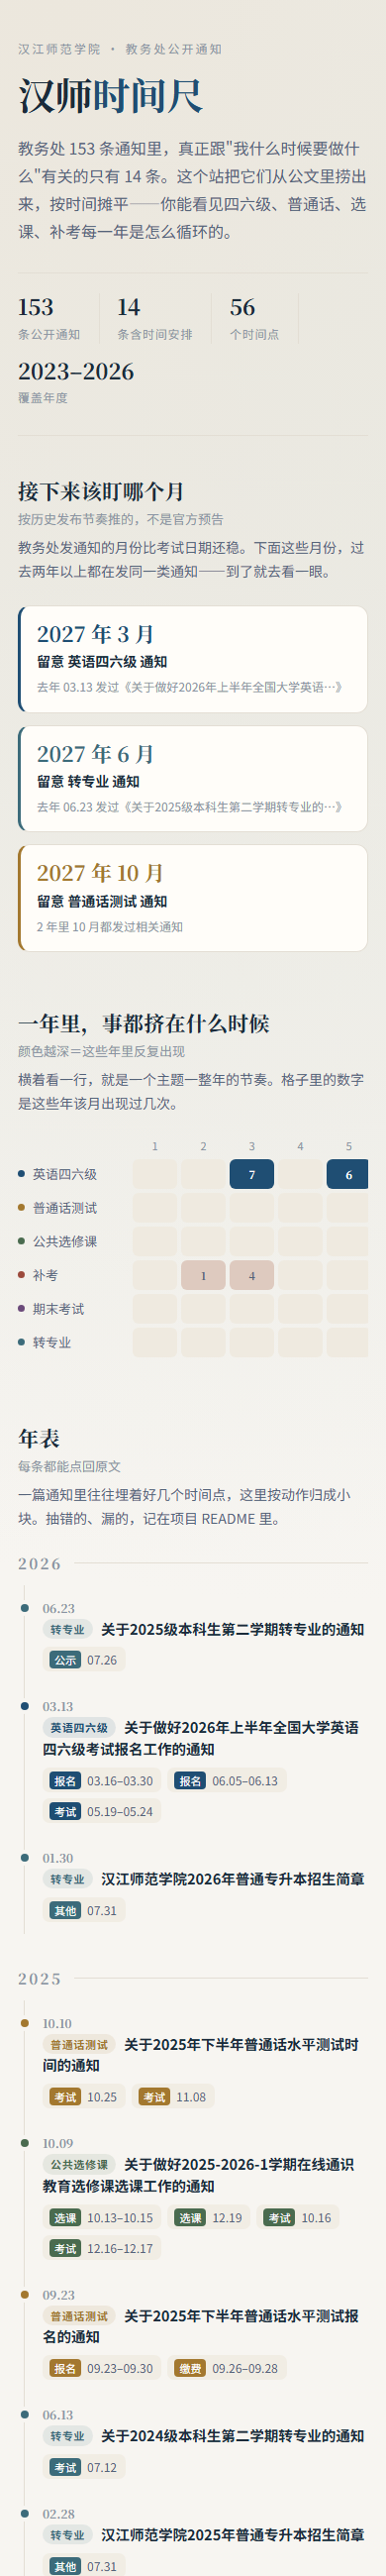 汉江师范学院 · 教务处公开通知
汉师时间尺
教务处 153 条通知里，真正跟"我什么时候要做什
么"有关的只有 14 条。这个站把它们从公文里捞出
来，按时间摊平——你能看见四六级、普通话、选
课、补考每一年是怎么循环的。
153
条公开通知
14
条含时间安排
56
个时间点
2023–2026
覆盖年度
接下来该盯哪个月
按历史发布节奏推的，不是官方预告
教务处发通知的月份比考试日期还稳。下面这些月份，过
去两年以上都在发同一类通知——到了就去看一眼。
2027 年 3 月
留意 英语四六级 通知
去年 03.13 发过《关于做好2026年上半年全国大学英语…》
2027 年 6 月
留意 转专业 通知
去年 06.23 发过《关于2025级本科生第二学期转专业的…》
2027 年 10 月
留意 普通话测试 通知
2 年里 10 月都发过相关通知
一年里，事都挤在什么时候
颜色越深＝这些年里反复出现
横着看一行，就是一个主题一整年的节奏。格子里的数字
是这些年该月出现过几次。
1 2 3 4 5
英语四六级 7 6
普通话测试
公共选修课
补考 1 4
期末考试
转专业
年表
每条都能点回原文
一篇通知里往往埋着好几个时间点，这里按动作归成小
块。抽错的、漏的，记在项目 README 里。
2026
06.23
转专业 关于2025级本科生第二学期转专业的通知
公示 07.26
03.13
英语四六级 关于做好2026年上半年全国大学英语
四六级考试报名工作的通知
报名 03.16–03.30 报名 06.05–06.13
考试 05.19–05.24
01.30
转专业 汉江师范学院2026年普通专升本招生简章
其他 07.31
2025
10.10
普通话测试 关于2025年下半年普通话水平测试时
间的通知
考试 10.25 考试 11.08
10.09
公共选修课 关于做好2025-2026-1学期在线通识
教育选修课选课工作的通知
选课 10.13–10.15 选课 12.19 考试 10.16
考试 12.16–12.17
09.23
普通话测试 关于2025年下半年普通话水平测试报
名的通知
报名 09.23–09.30 缴费 09.26–09.28
06.13
转专业 关于2024级本科生第二学期转专业的通知
考试 07.12
02.28
转专业 汉江师范学院2025年普通专升本招生简章
其他 07.31